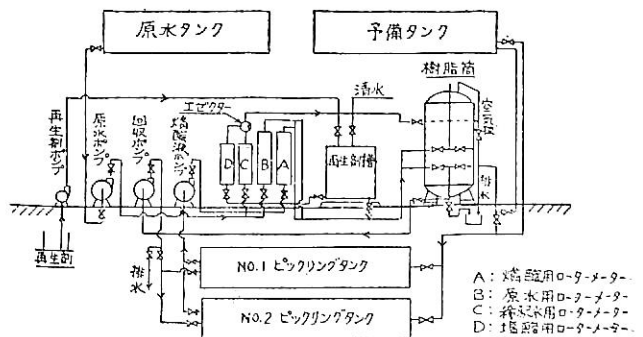 原水タンク
予備タンク
樹脂筒
清水
エゼクター
空気抜
再生剤ポンプ
原水ポンプ
回収ポンプ
燐酸液ポンプ
D
C
B
A
再生剤槽
排水
再生剤
排水
NO.1 ピックリングタンク
NO.2 ピックリングタンク
A: 燐酸用ローターメーター
B: 原水用ローターメーター
C: 稀釈水用ローターメーター
D: 塩酸用ローターメーター